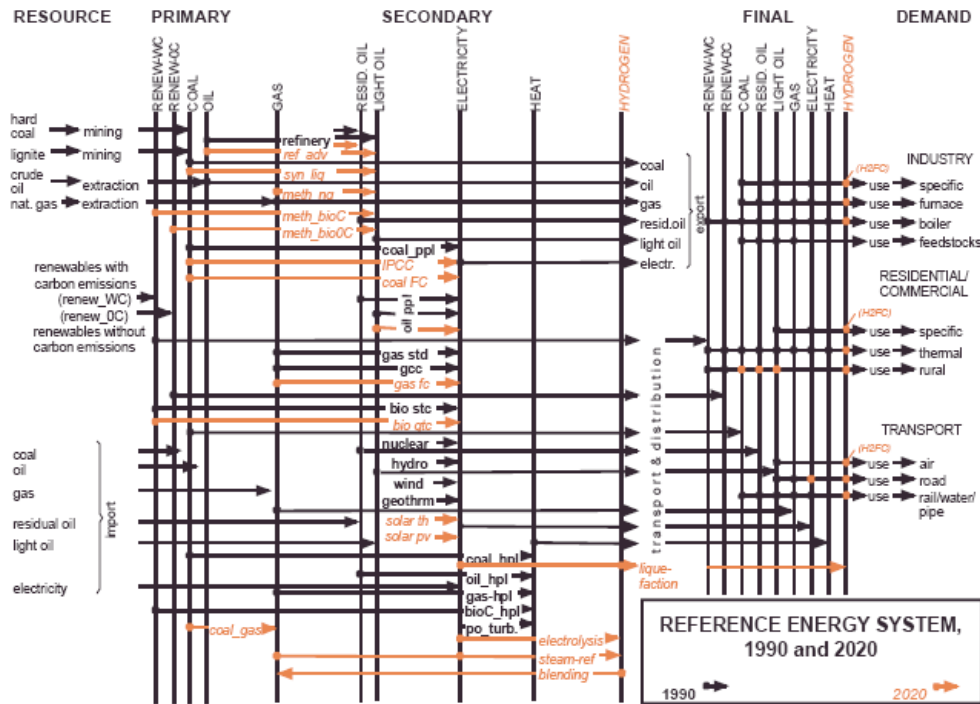 RESOURCE PRIMARY SECONDARY FINAL DEMAND
RENEW-WC
RENEW-0C
COAL
OIL
GAS
RESID. OIL
LIGHT OIL
ELECTRICITY
HEAT
HYDROGEN
RENEW-WC
RENEW-0C
COAL
RESID. OIL
LIGHT OIL
GAS
ELECTRICITY
HEAT
HYDROGEN
hard
coal
mining
lignite
mining
crude
oil
extraction
nat. gas
extraction
renewables with
carbon emissions
(renew_WC)
(renew_0C)
renewables without
carbon emissions
coal
oil
gas
residual oil
light oil
electricity
import
refinery
ref_adv
syn_liq
meth_ng
meth_bioC
meth_bio0C
coal_ppl
IPCC
coal FC
oil ppl
gas std
gcc
gas fc
bio stc
bio gtc
nuclear
hydro
wind
geothrm
solar th
solar pv
coal_hpl
oil_hpl
gas-hpl
bioC_hpl
po_turb.
coal_gas
electrolysis
steam-ref
blending
lique-
faction
coal
oil
gas
resid.oil
light oil
electr.
export
transport & distribution
INDUSTRY
(H2FC)
use specific
use furnace
use boiler
use feedstocks
RESIDENTIAL/
COMMERCIAL
(H2FC)
use specific
use thermal
use rural
TRANSPORT
(H2FC)
use air
use road
use rail/water/
pipe
REFERENCE ENERGY SYSTEM,
1990 and 2020
1990 2020